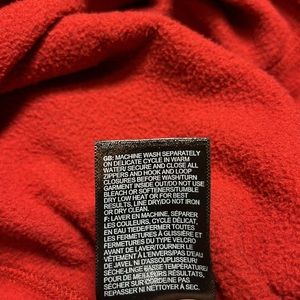 GB: MACHINE WASH SEPARATELY
ON DELICATE CYCLE IN WARM
WATER/ SECURE AND CLOSE ALL
ZIPPERS AND HOOK AND LOOP
CLOSURES BEFORE WASH/TURN
GARMENT INSIDE OUT/DO NOT USE
BLEACH OR SOFTENERS/TUMBLE
DRY LOW HEAT OR FOR BEST
RESULTS, LINE DRY/DO NOT IRON
OR DRY CLEAN.
F: LAVER EN MACHINE, SÉPARER
LES COULEURS, CYCLE DÉLICAT,
EN EAU TIÈDE/FERMER TOUTES
LES FERMETURES À GLISSIÈRE ET
FERMETURES DU TYPE VELCRO
AVANT DE LAVER/TOURNER LE
VÊTEMENT À L'ENVERS/PAS D'EAU
DE JAVEL NI D'ASSOUPLISSEUR/
SÈCHE-LINGE BASSE TEMPÉRATURE/
POUR DE MEILLEURS RÉSULTATS,
SÉCHER SUR CORDE/NE PAS
REPASSER NI NETTOYER À SEC.